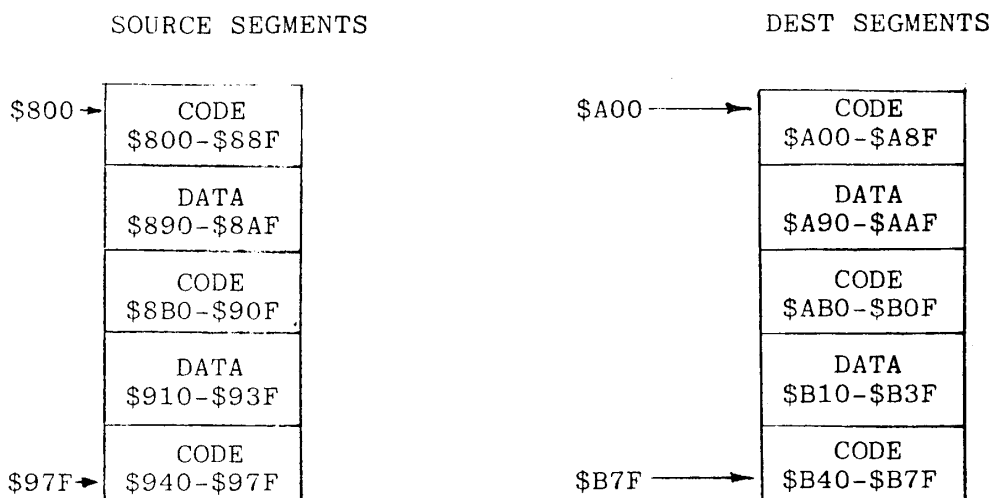 SOURCE SEGMENTS
$800
CODE
$800-$88F
DATA
$890-$8AF
CODE
$8B0-$90F
DATA
$910-$93F
$97F
CODE
$940-$97F
DEST SEGMENTS
$A00
CODE
$A00-$A8F
DATA
$A90-$AAF
CODE
$AB0-$B0F
DATA
$B10-$B3F
$B7F
CODE
$B40-$B7F